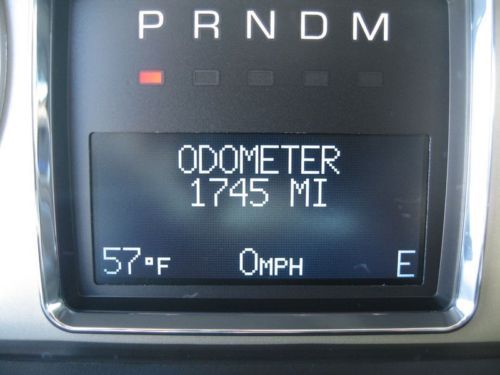 P R N D M
ODOMETER
1745 MI
57°F 0MPH E